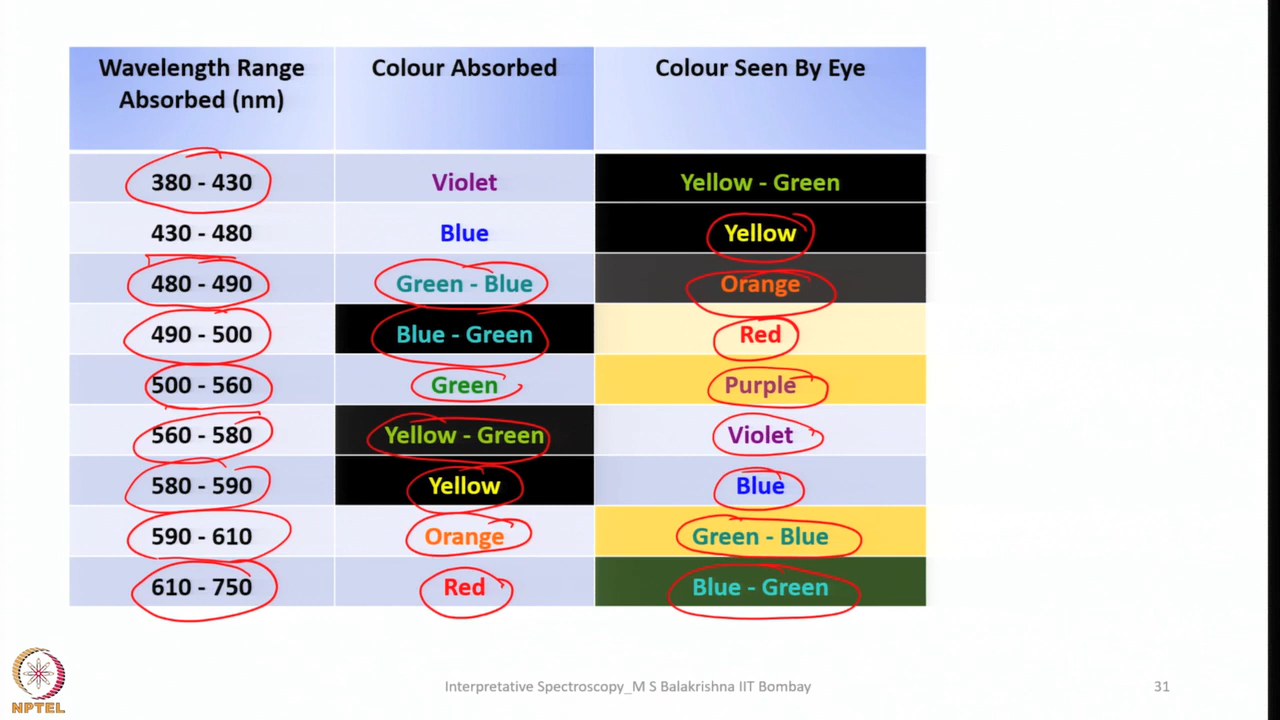 Wavelength Range Absorbed (nm) Colour Absorbed Colour Seen By Eye
380 - 430 Violet Yellow - Green
430 - 480 Blue Yellow
480 - 490 Green - Blue Orange
490 - 500 Blue - Green Red
500 - 560 Green Purple
560 - 580 Yellow - Green Violet
580 - 590 Yellow Blue
590 - 610 Orange Green - Blue
610 - 750 Red Blue - Green
NPTEL
Interpretative Spectroscopy_M S Balakrishna IIT Bombay
31